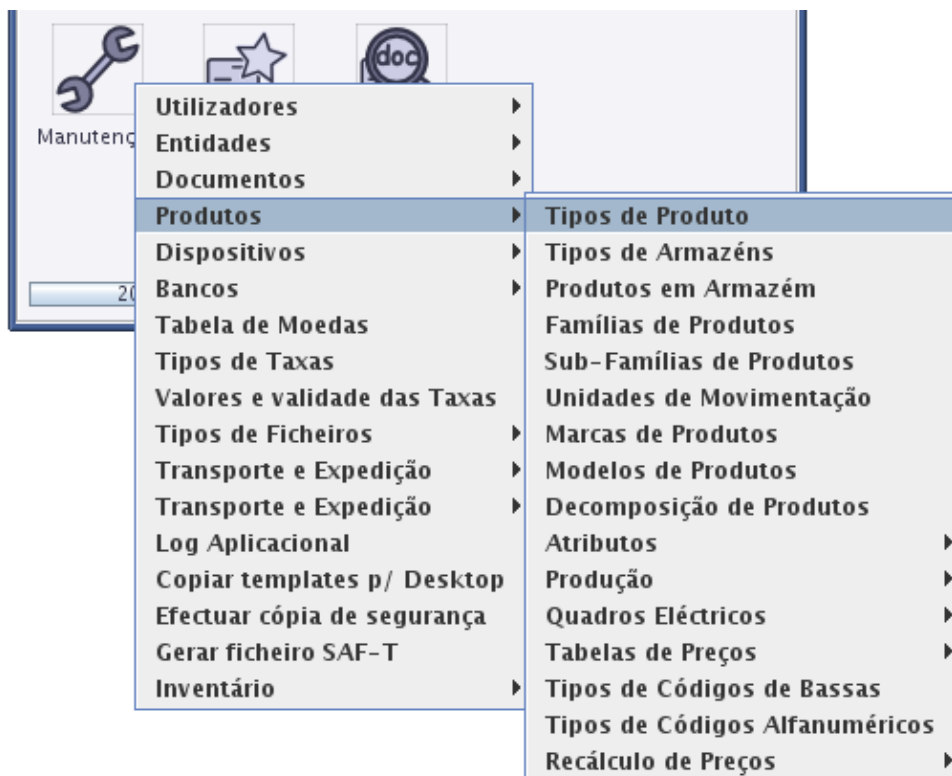 doc
Manutenç
Utilizadores
Entidades
Documentos
Produtos
Dispositivos
20
Bancos
Tabela de Moedas
Tipos de Taxas
Valores e validade das Taxas
Tipos de Ficheiros
Transporte e Expedição
Transporte e Expedição
Log Aplicacional
Copiar templates p/ Desktop
Efectuar cópia de segurança
Gerar ficheiro SAF-T
Inventário
Tipos de Produto
Tipos de Armazéns
Produtos em Armazém
Famílias de Produtos
Sub-Famílias de Produtos
Unidades de Movimentação
Marcas de Produtos
Modelos de Produtos
Decomposição de Produtos
Atributos
Produção
Quadros Eléctricos
Tabelas de Preços
Tipos de Códigos de Bassas
Tipos de Códigos Alfanuméricos
Recálculo de Preços